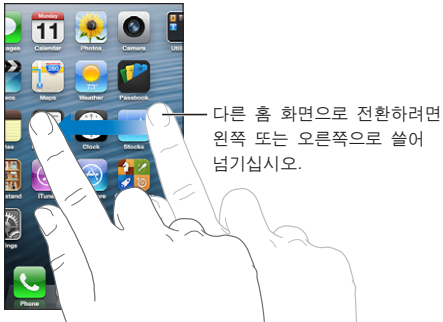 Monday
11
Calendar
Photos
Camera
Maps
280
73°
Weather
Passbook
Clock
Stocks
Phone
다른 홈 화면으로 전환하려면
왼쪽 또는 오른쪽으로 쓸어
넘기십시오.